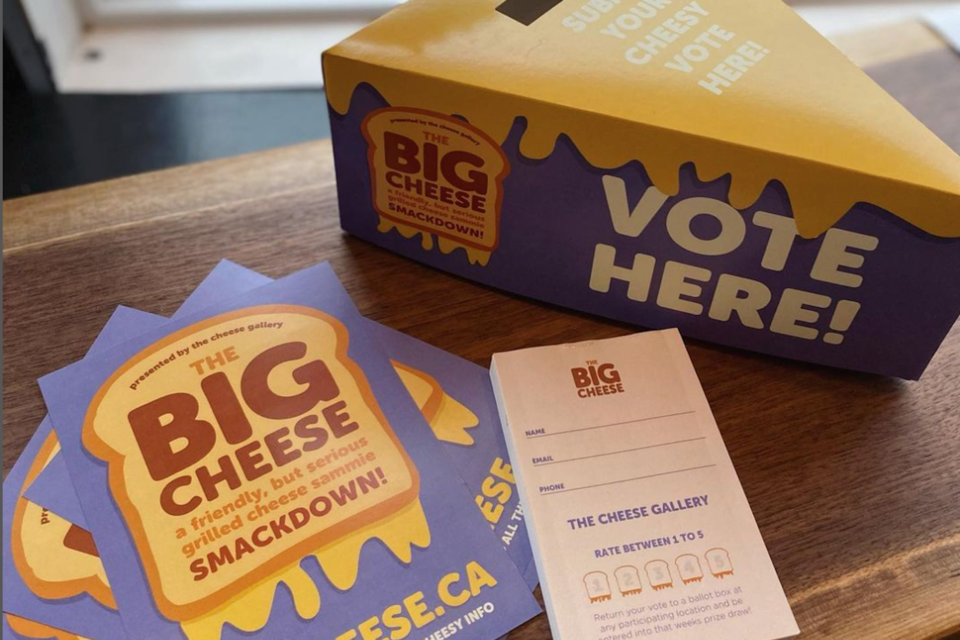 SUBMIT
YOUR
CHEESY
VOTE
HERE!
presented by the cheese gallery
THE
BIG
CHEESE
a friendly, but serious
grilled cheese sammie
SMACKDOWN!
VOTE
HERE!
presented by the cheese gallery
THE
BIG
CHEESE
a friendly, but serious
grilled cheese sammie
SMACKDOWN!
ESE.CA
CHEESY INFO
ESE
ALL TH
THE
BIG
CHEESE
NAME
EMAIL
PHONE
THE CHEESE GALLERY
RATE BETWEEN 1 TO 5
1 2 3 4 5
Return your vote to a ballot box at
any participating location and be
entered into that weeks prize draw!